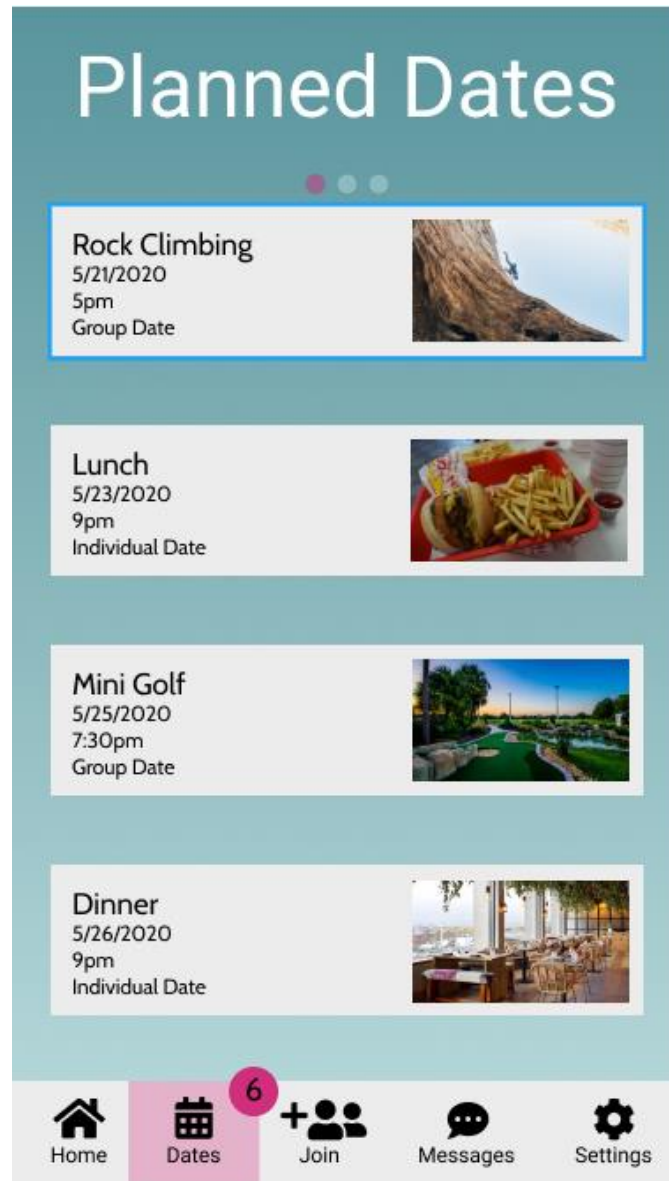 Planned Dates
Rock Climbing
5/21/2020
5pm
Group Date
Lunch
5/23/2020
9pm
Individual Date
Mini Golf
5/25/2020
7:30pm
Group Date
Dinner
5/26/2020
9pm
Individual Date
6
Home Dates Join Messages Settings